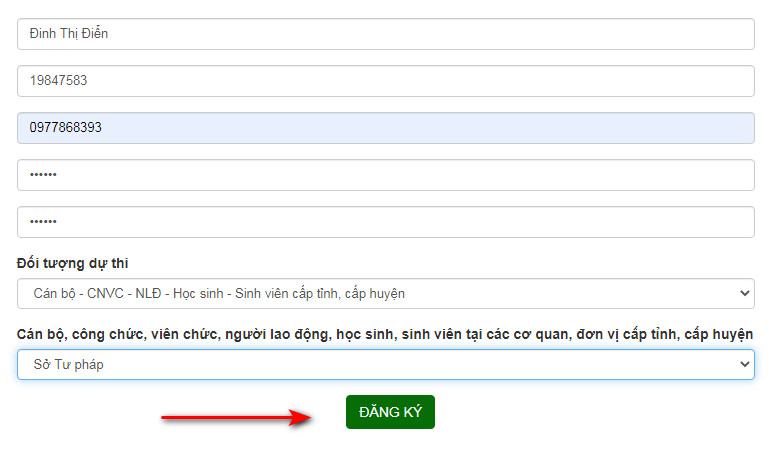 Đinh Thị Điển
19847583
0977868393
••••••
••••••
Đối tượng dự thi
Cán bộ - CNVC - NLĐ - Học sinh - Sinh viên cấp tỉnh, cấp huyện
Cán bộ, công chức, viên chức, người lao động, học sinh, sinh viên tại các cơ quan, đơn vị cấp tỉnh, cấp huyện
Sở Tư pháp
ĐĂNG KÝ